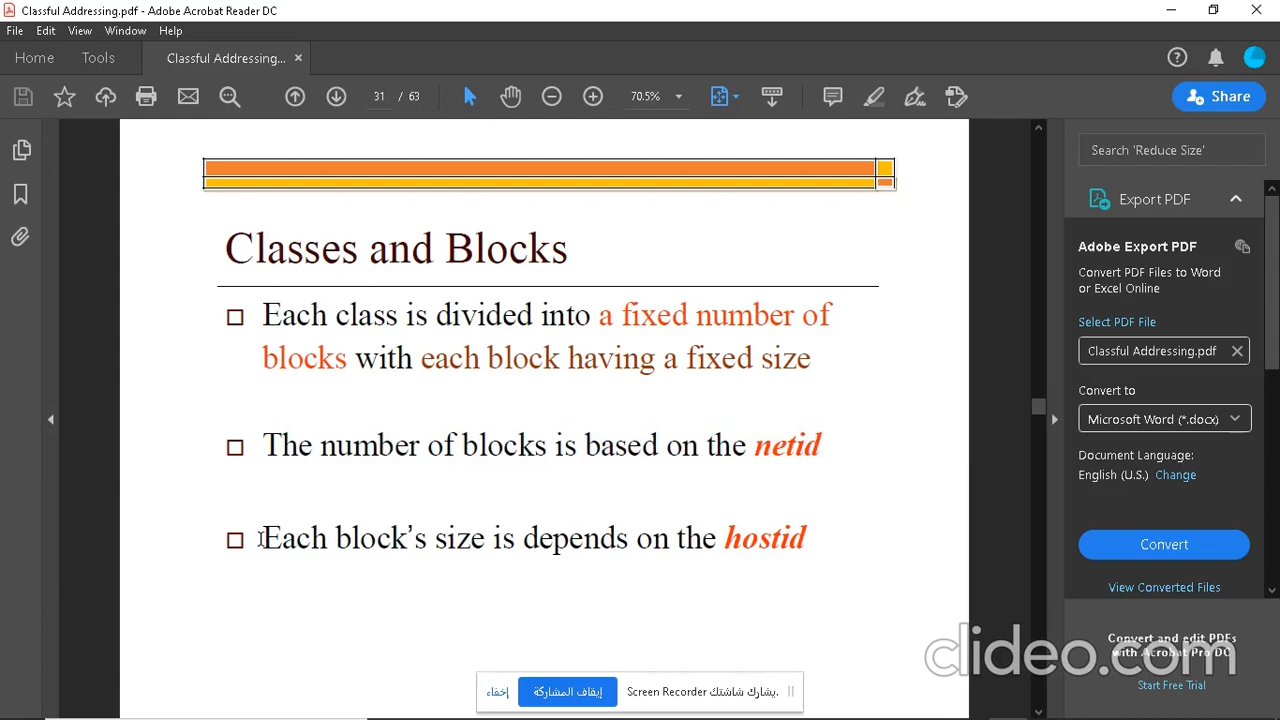 Classful Addressing.pdf - Adobe Acrobat Reader DC
File Edit View Window Help
Home Tools Classful Addressing... ×
31 / 63 70.5% Share
Search 'Reduce Size'
Export PDF
Adobe Export PDF
Convert PDF Files to Word
or Excel Online
Select PDF File
Classful Addressing.pdf
Convert to
Microsoft Word (*.docx)
Document Language:
English (U.S.) Change
Convert
View Converted Files
Convert and edit PDFs
with Acrobat Pro DC
Start Free Trial
Classes and Blocks
Each class is divided into a fixed number of
blocks with each block having a fixed size
The number of blocks is based on the netid
Each block’s size is depends on the hostid
clideo.com
يشارك شاشتك Screen Recorder. إيقاف المشاركة إخفاء